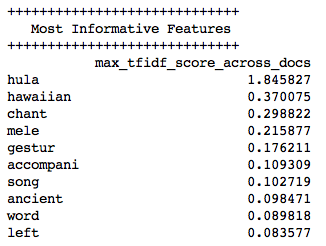 +++++++++++++++++++++++++++++
Most Informative Features
+++++++++++++++++++++++++++++
max_tfidf_score_across_docs
hula 1.845827
hawaiian 0.370075
chant 0.298822
mele 0.215877
gestur 0.176211
accompani 0.109309
song 0.102719
ancient 0.098471
word 0.089818
left 0.083577